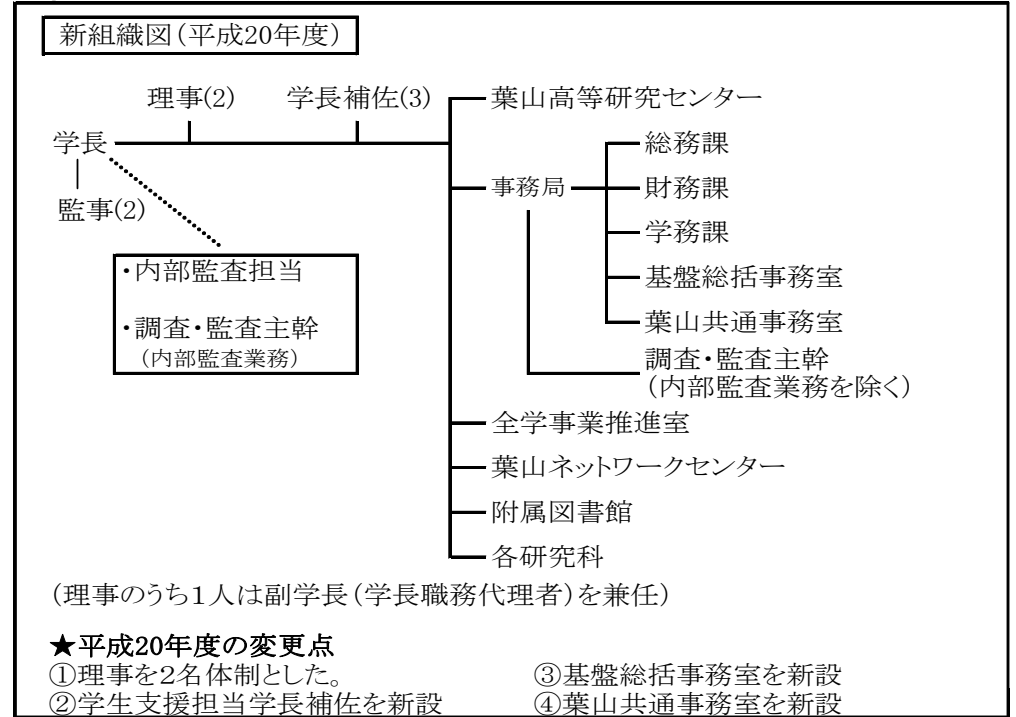 新組織図(平成20年度)
理事(2) 学長補佐(3)
葉山高等研究センター
学長
監事(2)
・内部監査担当
・調査・監査主幹
(内部監査業務)
事務局
総務課
財務課
学務課
基盤総括事務室
葉山共通事務室
調査・監査主幹
(内部監査業務を除く)
全学事業推進室
葉山ネットワークセンター
附属図書館
各研究科
(理事のうち1人は副学長(学長職務代理者)を兼任)
★平成20年度の変更点
①理事を2名体制とした。
②学生支援担当学長補佐を新設
③基盤総括事務室を新設
④葉山共通事務室を新設